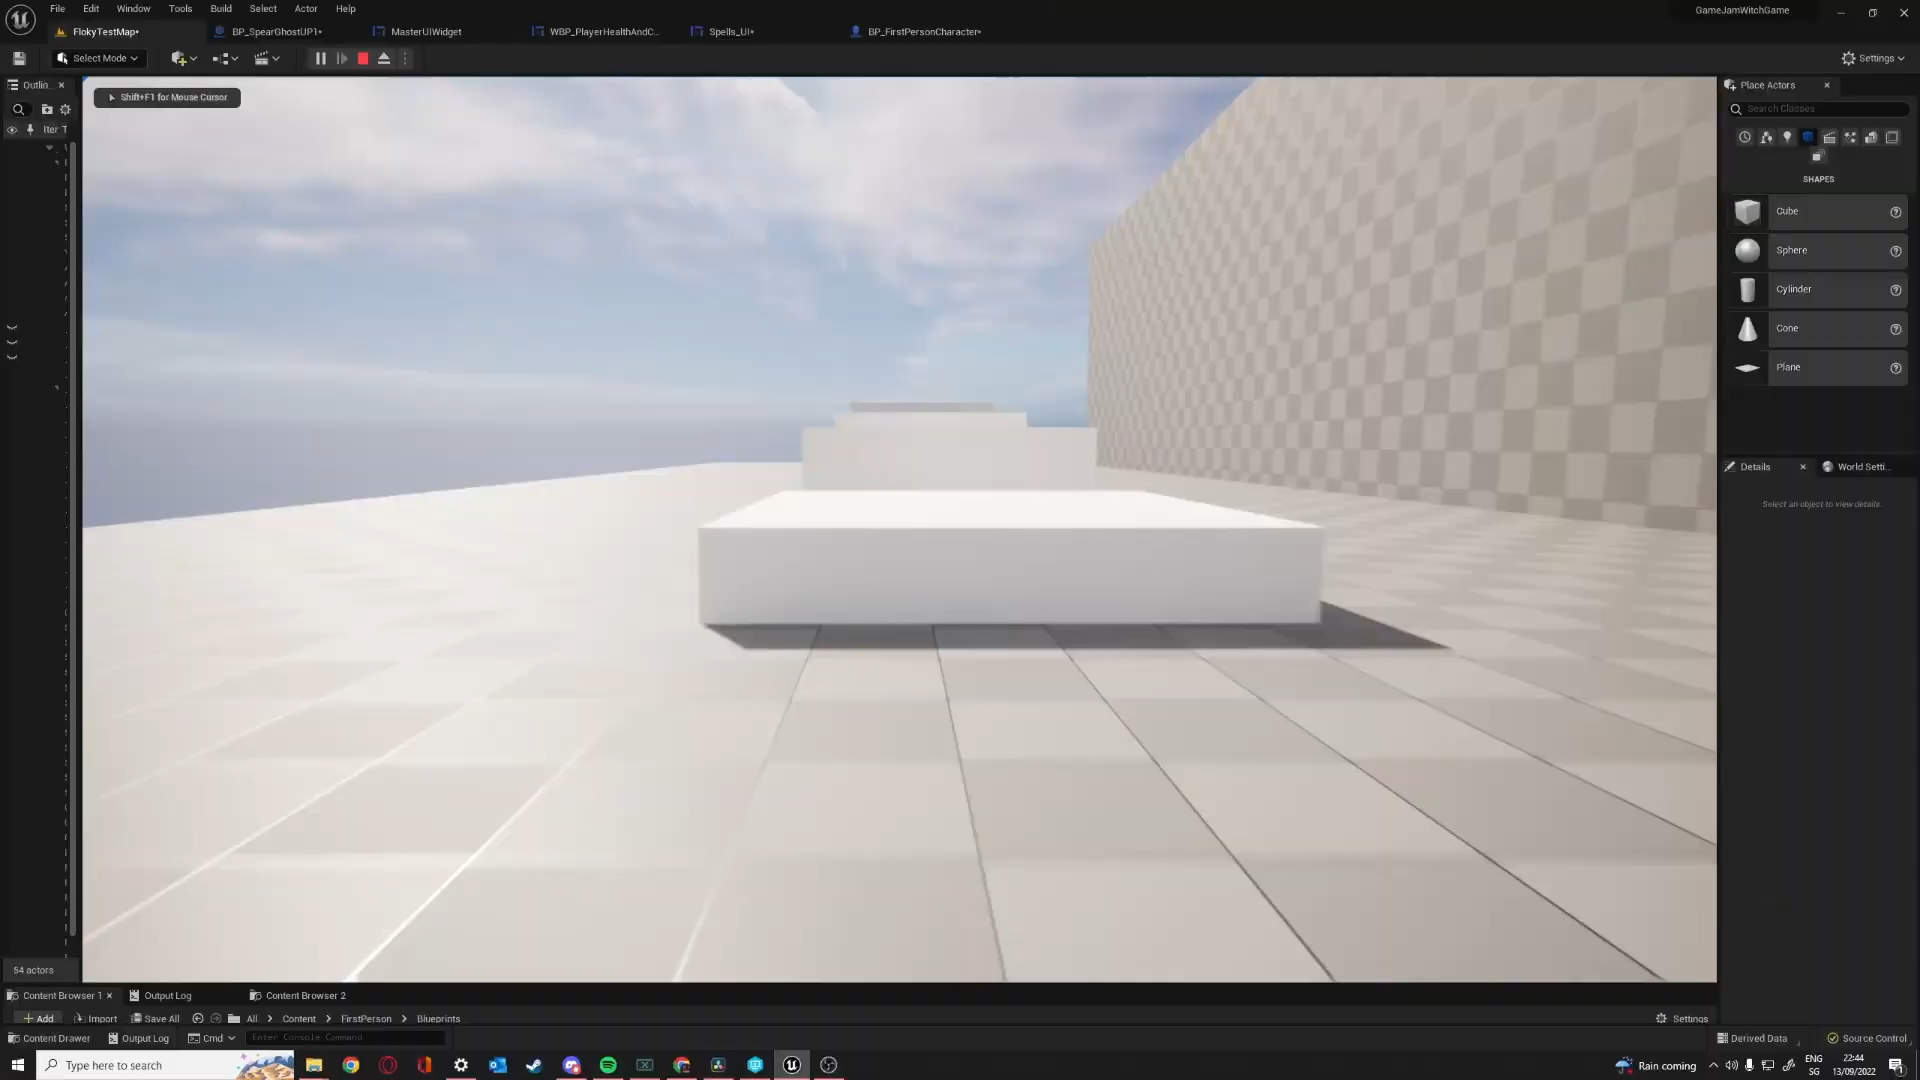 File Edit Window Tools Build Select Actor Help
GameJamWitchGame
FlokyTestMap•
BP_SpearGhostUP1•
MasterUIWidget
WBP_PlayerHealthAndC...
Spells_UI•
BP_FirstPersonCharacter•
Select Mode
Settings
Outlin..
Shift+F1 for Mouse Cursor
Place Actors
Search Classes
SHAPES
Cube
Sphere
Cylinder
Cone
Plane
Details
World Setti...
Select an object to view details.
54 actors
Content Browser 1
Output Log
Content Browser 2
Add
Import
Save All
All > Content > FirstPerson > Blueprints
Settings
Content Drawer
Output Log
Cmd
Enter Console Command
Derived Data
Source Control
Type here to search
Rain coming
ENG
SG
22:44
13/09/2022